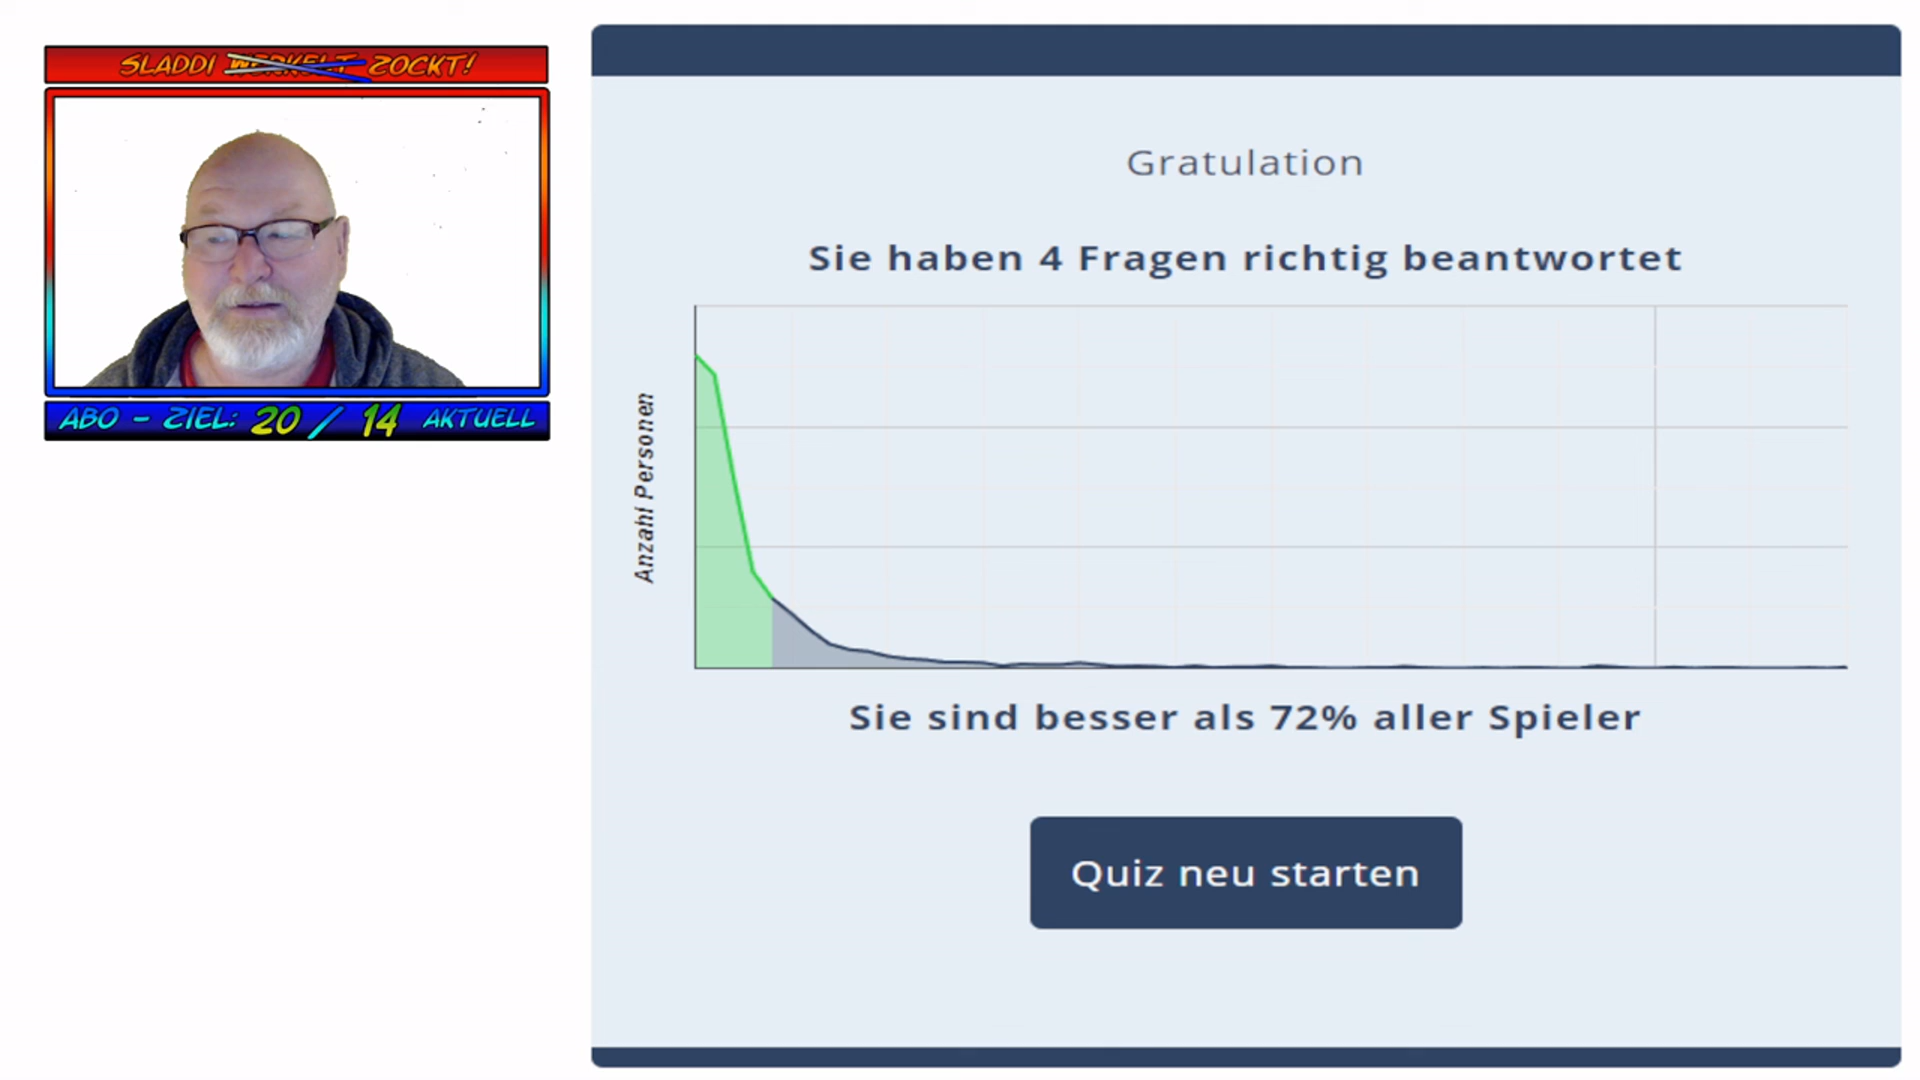 SLADDI WERKELT ZOCKT!
ABO - ZIEL: 20 / 14 AKTUELL
Gratulation
Sie haben 4 Fragen richtig beantwortet
Anzahl Personen
Sie sind besser als 72% aller Spieler
Quiz neu starten